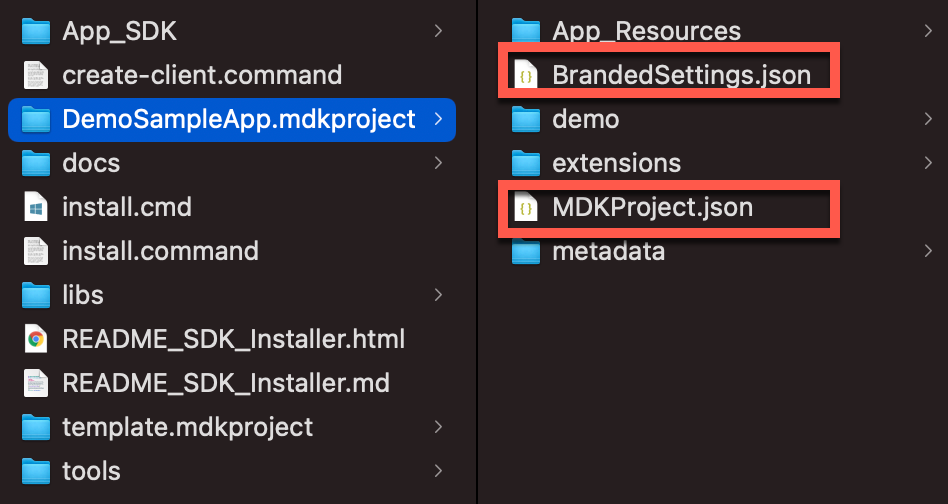 App_SDK
create-client.command
DemoSampleApp.mdkproject
docs
install.cmd
install.command
libs
README_SDK_Installer.html
README_SDK_Installer.md
template.mdkproject
tools
App_Resources
BrandedSettings.json
demo
extensions
MDKProject.json
metadata